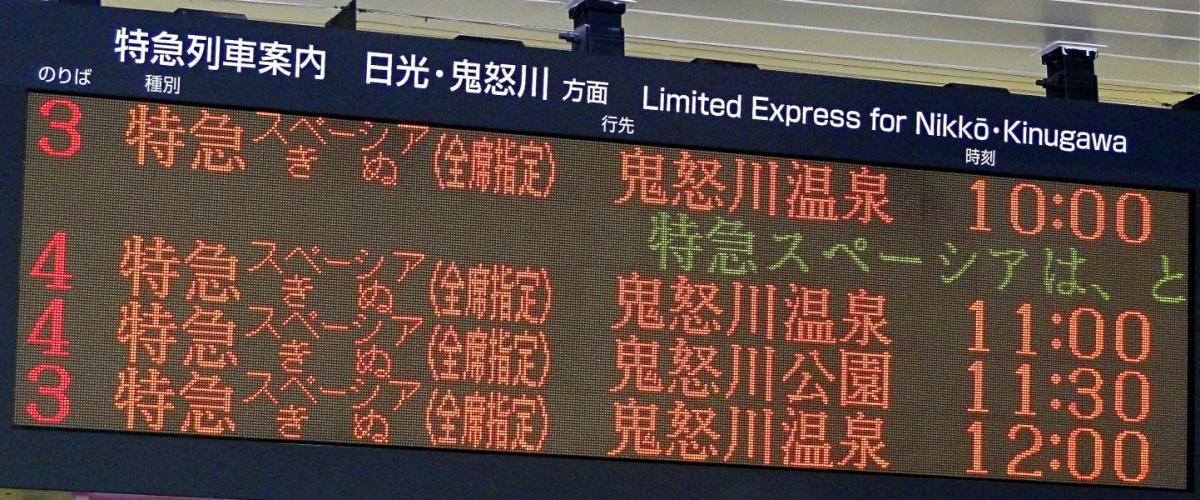 特急列車案内 日光・鬼怒川 方面 Limited Express for Nikkō・Kinugawa
のりば 種別 行先 時刻
3 特急 スペーシア きぬ (全席指定) 鬼怒川温泉 10:00
特急スペーシアは、と
4 特急 スペーシア きぬ (全席指定) 鬼怒川温泉 11:00
4 特急 スペーシア きぬ (全席指定) 鬼怒川公園 11:30
3 特急 スペーシア きぬ (全席指定) 鬼怒川温泉 12:00